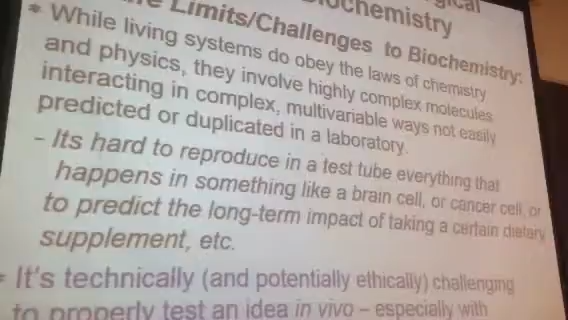 Limits/Challenges to Biochemistry:
* While living systems do obey the laws of chemistry
and physics, they involve highly complex molecules
interacting in complex, multivariable ways not easily
predicted or duplicated in a laboratory.
- Its hard to reproduce in a test tube everything that
happens in something like a brain cell, or cancer cell, or
to predict the long-term impact of taking a certain dietary
supplement, etc.
* It's technically (and potentially ethically) challenging
to properly test an idea in vivo – especially with